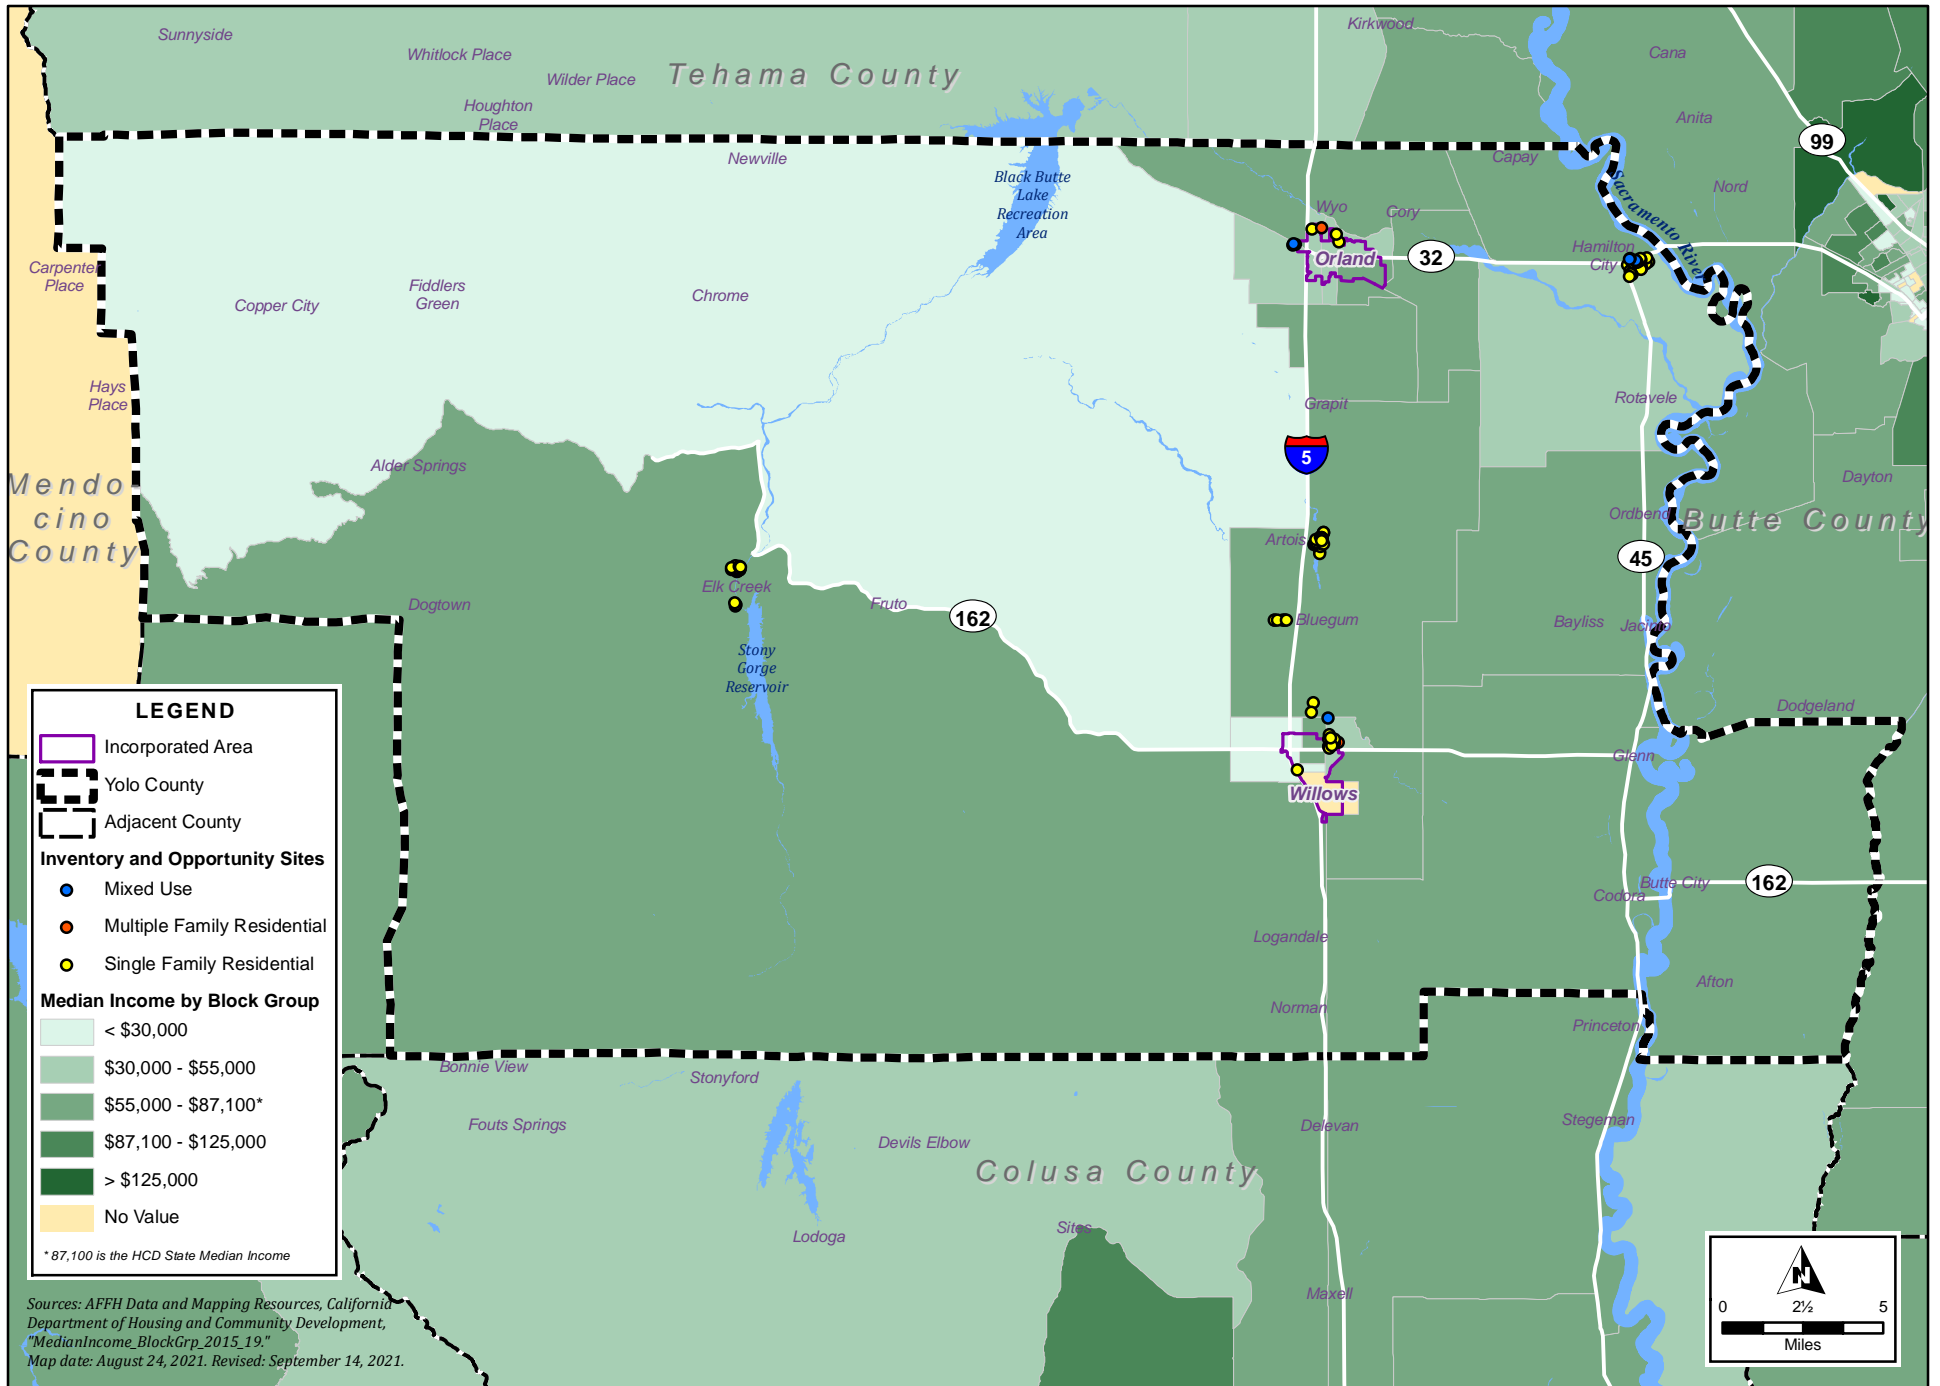 Sunnyside
Whitlock Place
Wilder Place
Houghton
Place
Tehama County
Kirkwood
Cana
Anita
99
Newville
Capay
Nord
Black Butte
Lake
Recreation
Area
Sacramento River
Wyo
Cory
Hamilton
City
Orland
32
Carpenter
Place
Copper City
Fiddlers
Green
Chrome
Hays
Place
Grapit
Rotavele
5
Alder Springs
Dayton
Mendo
cino
County
Ordbend
Butte County
Artois
45
Elk Creek
Dogtown
Fruto
162
Bluegum
Bayliss
Jacinto
Stony
Gorge
Reservoir
Dodgeland
Glenn
Willows
Butte City
162
Codora
Logandale
Afton
Norman
Princeton
Bonnie View
Stonyford
Fouts Springs
Devils Elbow
Delevan
Stegeman
Colusa County
Sites
Lodoga
Maxwell
LEGEND
Incorporated Area
Yolo County
Adjacent County
Inventory and Opportunity Sites
Mixed Use
Multiple Family Residential
Single Family Residential
Median Income by Block Group
< $30,000
$30,000 - $55,000
$55,000 - $87,100*
$87,100 - $125,000
> $125,000
No Value
* 87,100 is the HCD State Median Income
Sources: AFFH Data and Mapping Resources, California
Department of Housing and Community Development,
"MedianIncome_BlockGrp_2015_19."
Map date: August 24, 2021. Revised: September 14, 2021.
N
0 2½ 5
Miles